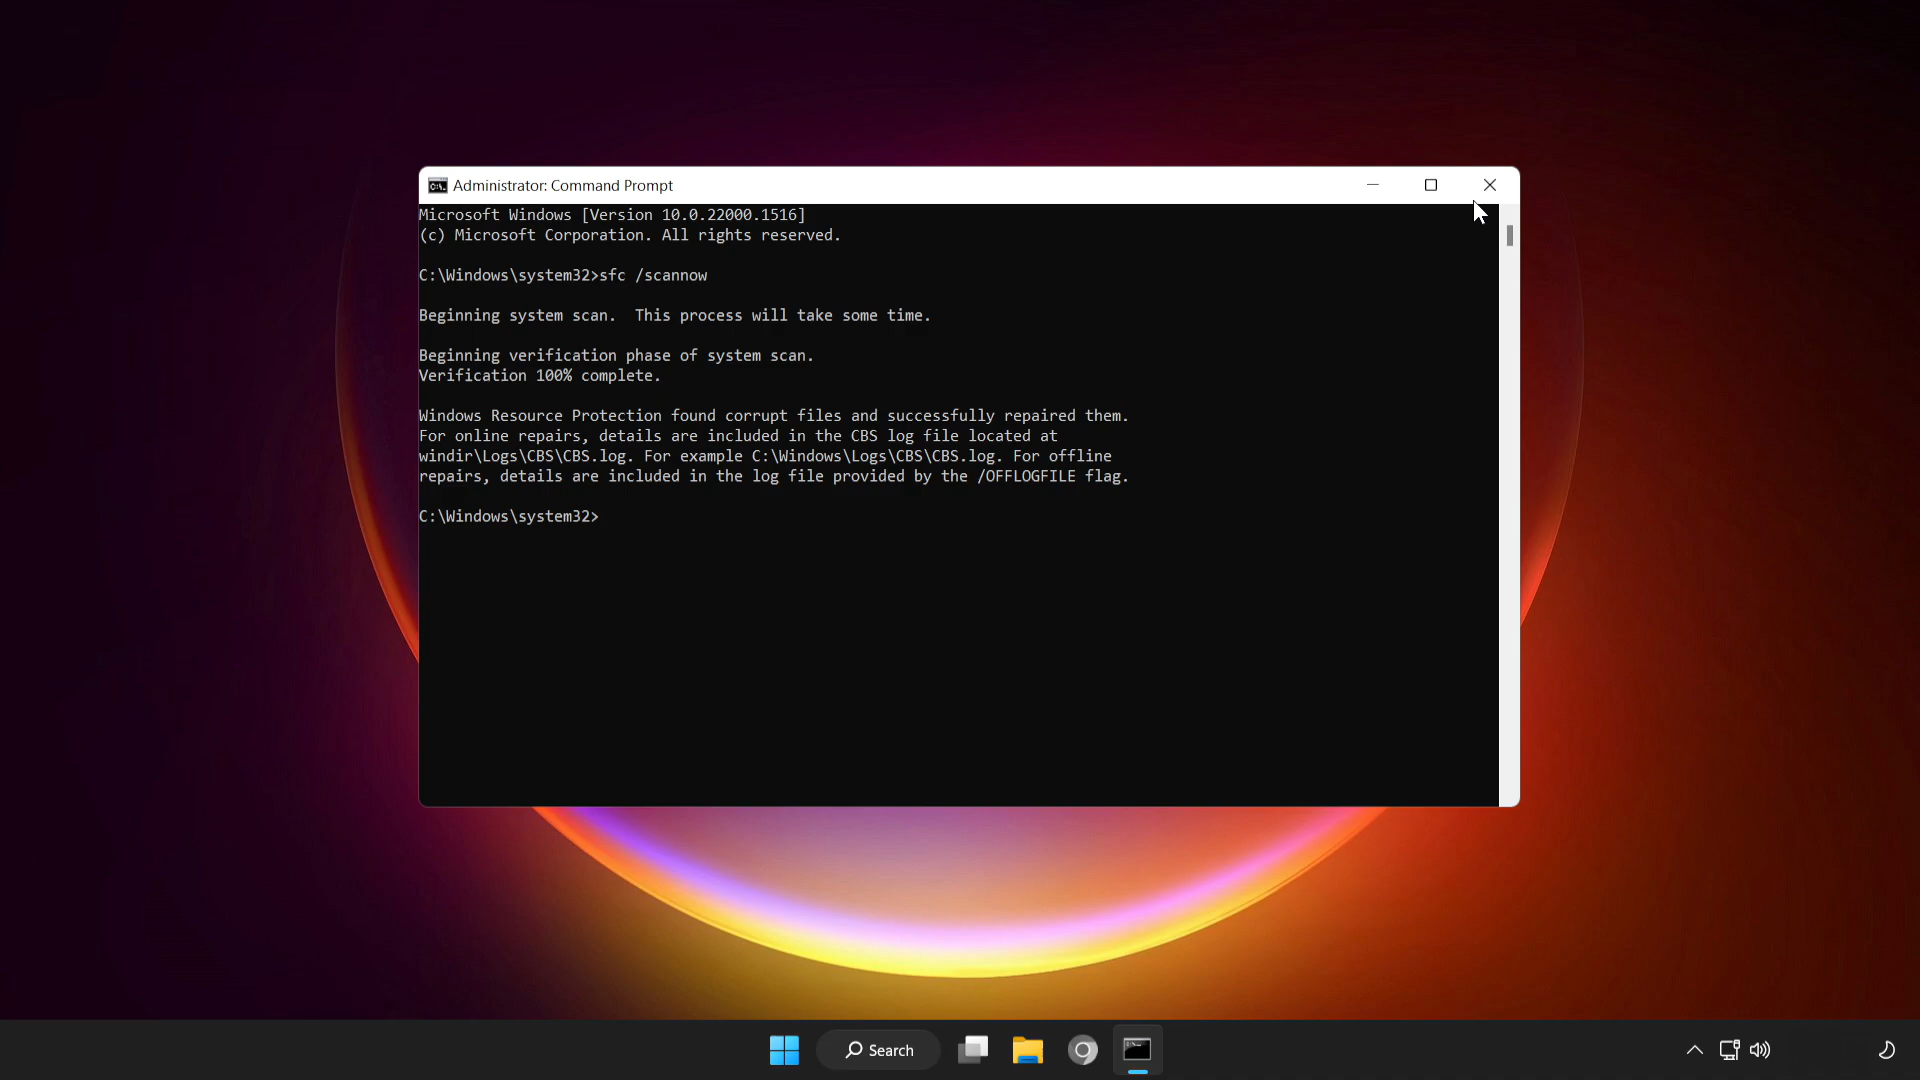 Administrator: Command Prompt
Microsoft Windows [Version 10.0.22000.1516]
(c) Microsoft Corporation. All rights reserved.
C:\Windows\system32>sfc /scannow
Beginning system scan.  This process will take some time.
Beginning verification phase of system scan.
Verification 100% complete.
Windows Resource Protection found corrupt files and successfully repaired them.
For online repairs, details are included in the CBS log file located at
windir\Logs\CBS\CBS.log. For example C:\Windows\Logs\CBS\CBS.log. For offline
repairs, details are included in the log file provided by the /OFFLOGFILE flag.
C:\Windows\system32>
Search